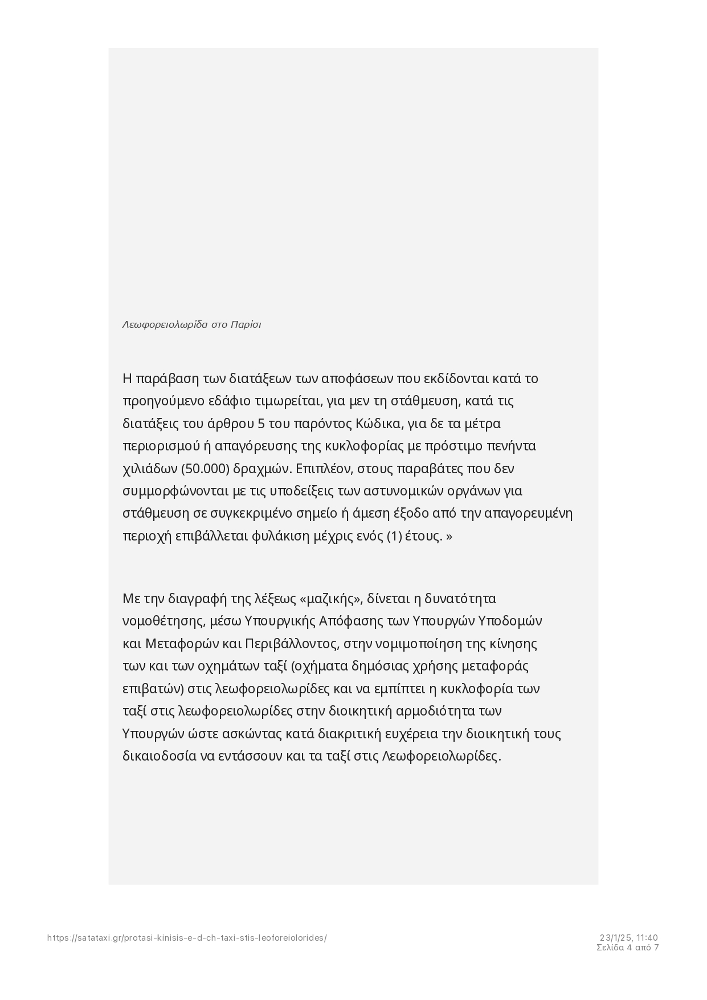 Λεωφορειολωρίδα στο Παρίσι
Η παράβαση των διατάξεων των αποφάσεων που εκδίδονται κατά το
προηγούμενο εδάφιο τιμωρείται, για μεν τη στάθμευση, κατά τις
διατάξεις του άρθρου 5 του παρόντος Κώδικα, για δε τα μέτρα
περιορισμού ή απαγόρευσης της κυκλοφορίας με πρόστιμο πενήντα
χιλιάδων (50.000) δραχμών. Επιπλέον, στους παραβάτες που δεν
συμμορφώνονται με τις υποδείξεις των αστυνομικών οργάνων για
στάθμευση σε συγκεκριμένο σημείο ή άμεση έξοδο από την απαγορευμένη
περιοχή επιβάλλεται φυλάκιση μέχρις ενός (1) έτους. »
Με την διαγραφή της λέξεως «μαζικής», δίνεται η δυνατότητα
νομοθέτησης, μέσω Υπουργικής Απόφασης των Υπουργών Υποδομών
και Μεταφορών και Περιβάλλοντος, στην νομιμοποίηση της κίνησης
των και των οχημάτων ταξί (οχήματα δημόσιας χρήσης μεταφοράς
επιβατών) στις λεωφορειολωρίδες και να εμπίπτει η κυκλοφορία των
ταξί στις λεωφορειολωρίδες στην διοικητική αρμοδιότητα των
Υπουργών ώστε ασκώντας κατά διακριτική ευχέρεια την διοικητική τους
δικαιοδοσία να εντάσσουν και τα ταξί στις Λεωφορειολωρίδες.
https://satataxi.gr/protasi-kinisis-e-d-ch-taxi-stis-leoforeiolorides/
23/1/25, 11:40
Σελίδα 4 από 7